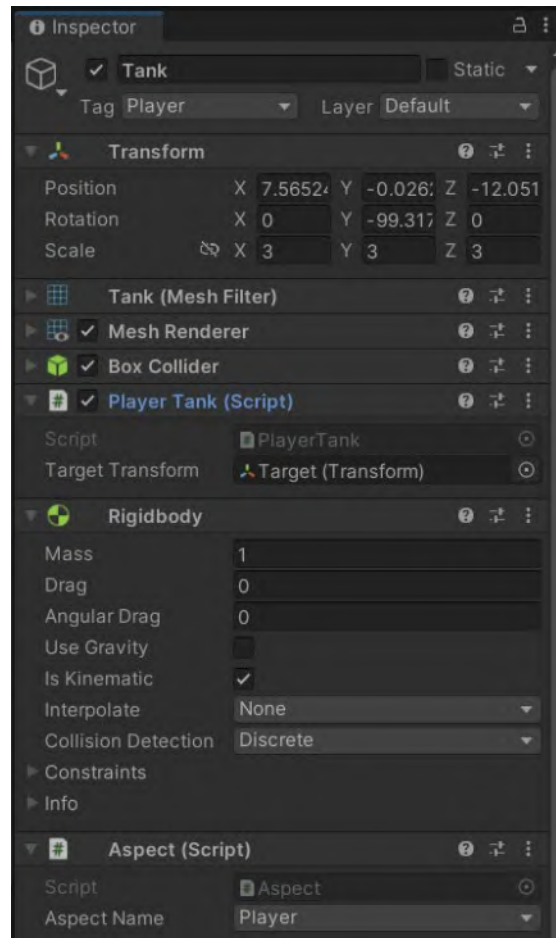 Inspector
Tank Static
Tag Player Layer Default
Transform
Position X 7.56524 Y -0.026 Z -12.051
Rotation X 0 Y -99.317 Z 0
Scale X 3 Y 3 Z 3
Tank (Mesh Filter)
Mesh Renderer
Box Collider
# Player Tank (Script)
Script # PlayerTank
Target Transform Target (Transform)
Rigidbody
Mass 1
Drag 0
Angular Drag 0
Use Gravity
Is Kinematic
Interpolate None
Collision Detection Discrete
Constraints
Info
# Aspect (Script)
Script # Aspect
Aspect Name Player